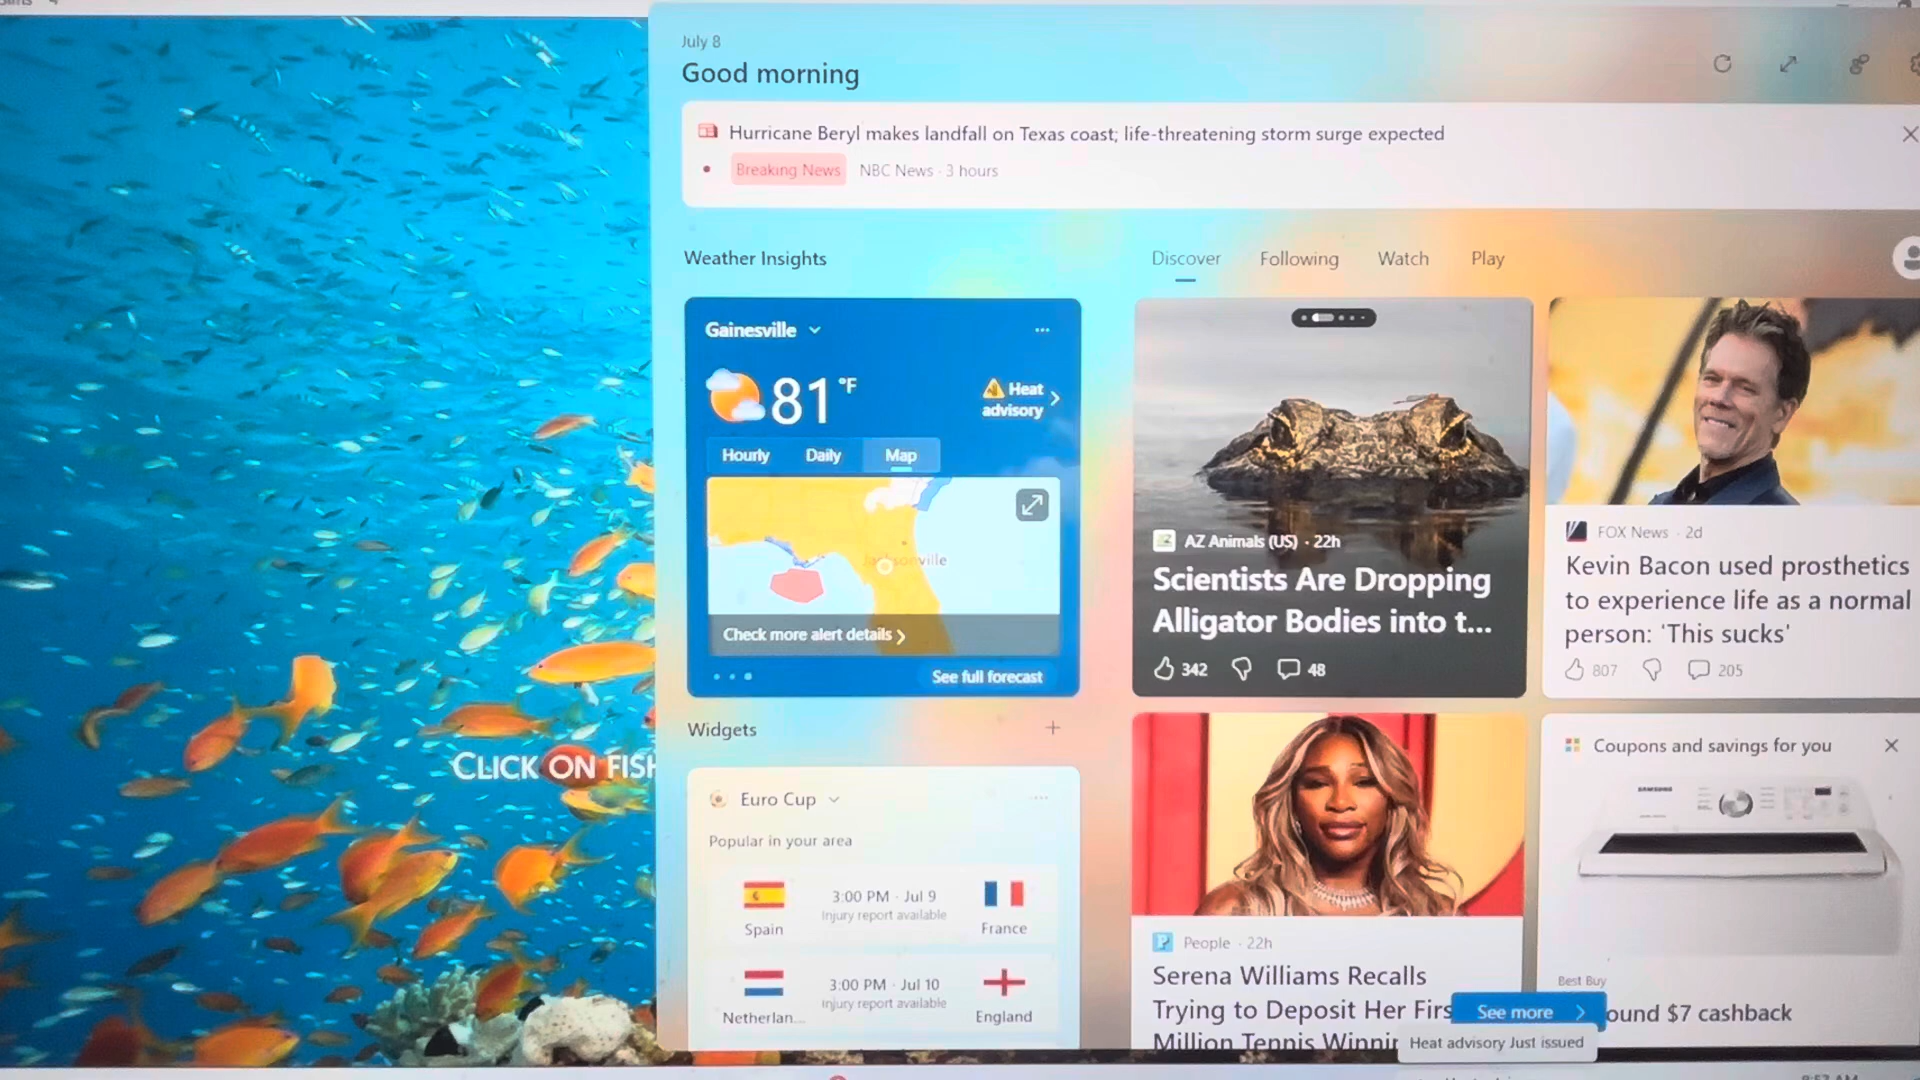 July 8
Good morning
Hurricane Beryl makes landfall on Texas coast; life-threatening storm surge expected
Breaking News NBC News · 3 hours
Weather Insights
Discover Following Watch Play
Gainesville
81 °F
Heat
advisory
Hourly Daily Map
Jacksonville
Check more alert details
See full forecast
AZ Animals (US) · 22h
Scientists Are Dropping
Alligator Bodies into t...
342 48
FOX News · 2d
Kevin Bacon used prosthetics
to experience life as a normal
person: 'This sucks'
807 205
CLICK ON FISH
Widgets
Euro Cup
Popular in your area
3:00 PM · Jul 9
Injury report available
Spain France
3:00 PM · Jul 10
Injury report available
Netherlan... England
People · 22h
Serena Williams Recalls
Trying to Deposit Her Firs
Million Tennis Winnin
Coupons and savings for you
SAMSUNG
Best Buy
ound $7 cashback
See more
Heat advisory Just issued